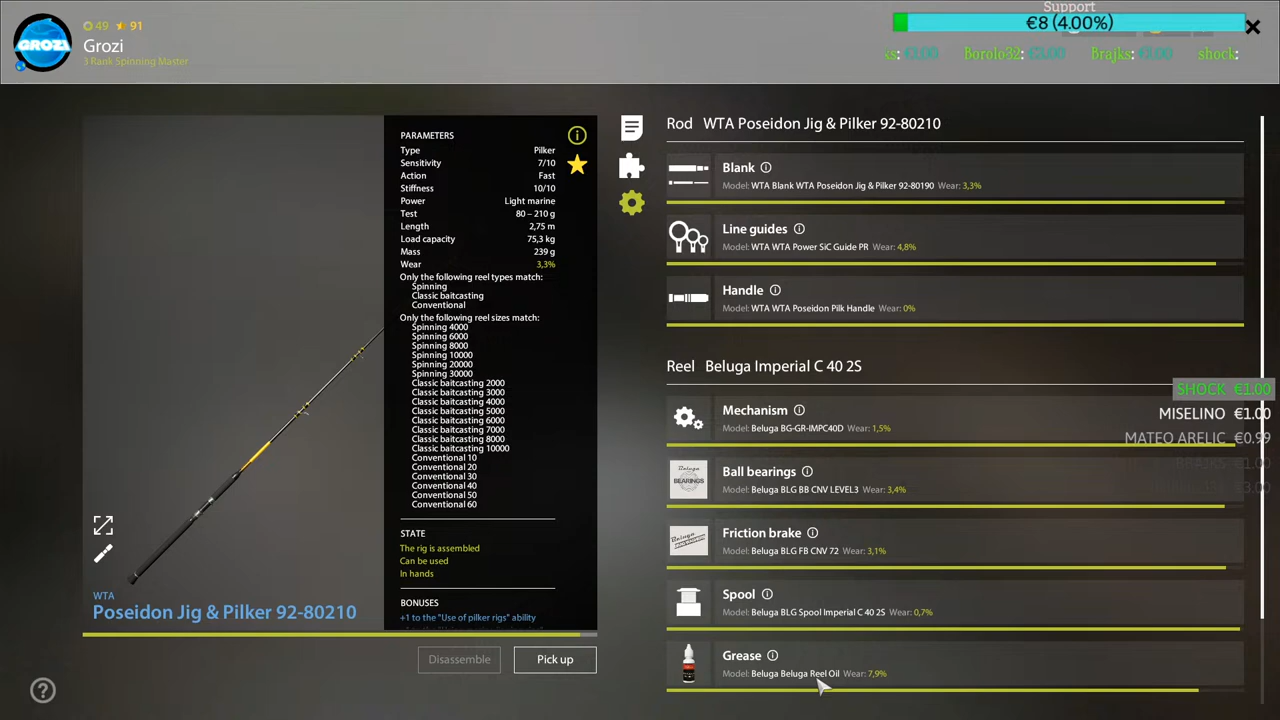 Support
49 91
€8 (4.00%)
Grozi
3 Rank Spinning Master
GROZI
Borolo32: €3.00 Brajks: €3.00 shock:
PARAMETERS
Type Pilker
Sensitivity 7/10
Action Fast
Stiffness 10/10
Power Light marine
Test 80 – 210 g
Length 2,75 m
Load capacity 75,3 kg
Mass 239 g
Wear 3,3%
Only the following reel types match:
Spinning
Classic baitcasting
Conventional
Only the following reel sizes match:
Spinning 4000
Spinning 6000
Spinning 8000
Spinning 10000
Spinning 20000
Spinning 30000
Classic baitcasting 2000
Classic baitcasting 3000
Classic baitcasting 4000
Classic baitcasting 5000
Classic baitcasting 6000
Classic baitcasting 7000
Classic baitcasting 8000
Classic baitcasting 10000
Conventional 10
Conventional 20
Conventional 30
Conventional 40
Conventional 50
Conventional 60
STATE
The rig is assembled
Can be used
In hands
BONUSES
+1 to the "Use of pilker rigs" ability
WTA
Poseidon Jig & Pilker 92-80210
Disassemble
Pick up
Rod WTA Poseidon Jig & Pilker 92-80210
Blank
Model: WTA Blank WTA Poseidon Jig & Pilker 92-80190 Wear: 3,3%
Line guides
Model: WTA WTA Power SiC Guide PR Wear: 4,8%
Handle
Model: WTA WTA Poseidon Pilk Handle Wear: 0%
Reel Beluga Imperial C 40 2S
Mechanism
Model: Beluga BG-GR-IMPC40D Wear: 1,5%
Ball bearings
Model: Beluga BLG BB CNV LEVEL3 Wear: 3,4%
Friction brake
Model: Beluga BLG FB CNV 72 Wear: 3,1%
Spool
Model: Beluga BLG Spool Imperial C 40 2S Wear: 0,7%
Grease
Model: Beluga Beluga Reel Oil Wear: 7,9%
SHOCK €1.00
MISELINO €1.00
MATEO ARELIC €0.99
BRAJKS €1.00
€3.00